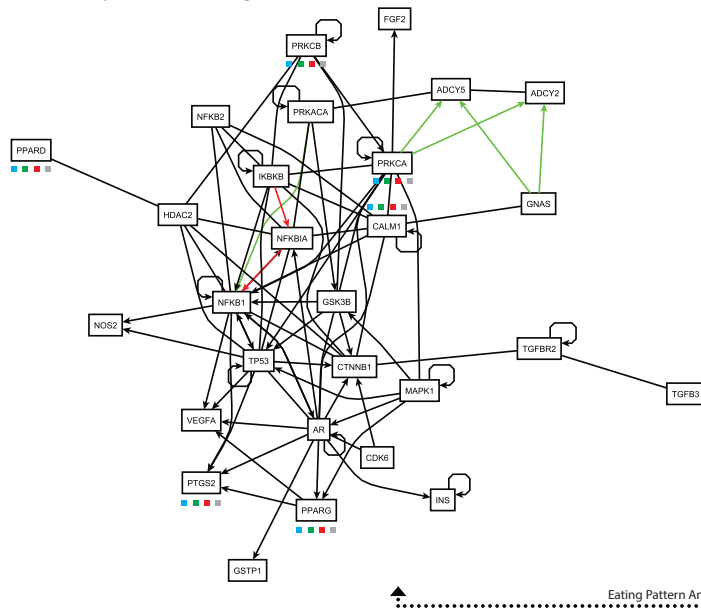 FGF2
PRKCB
ADCY5
ADCY2
PRKACA
NFKB2
PPARD
PRKCA
IKBKB
GNAS
HDAC2
CALM1
NFKBIA
NFKB1
GSK3B
NOS2
TGFBR2
TP53
CTNNB1
MAPK1
TGFB3
VEGFA
AR
CDK6
PTGS2
INS
PPARG
GSTP1
Eating Pattern An